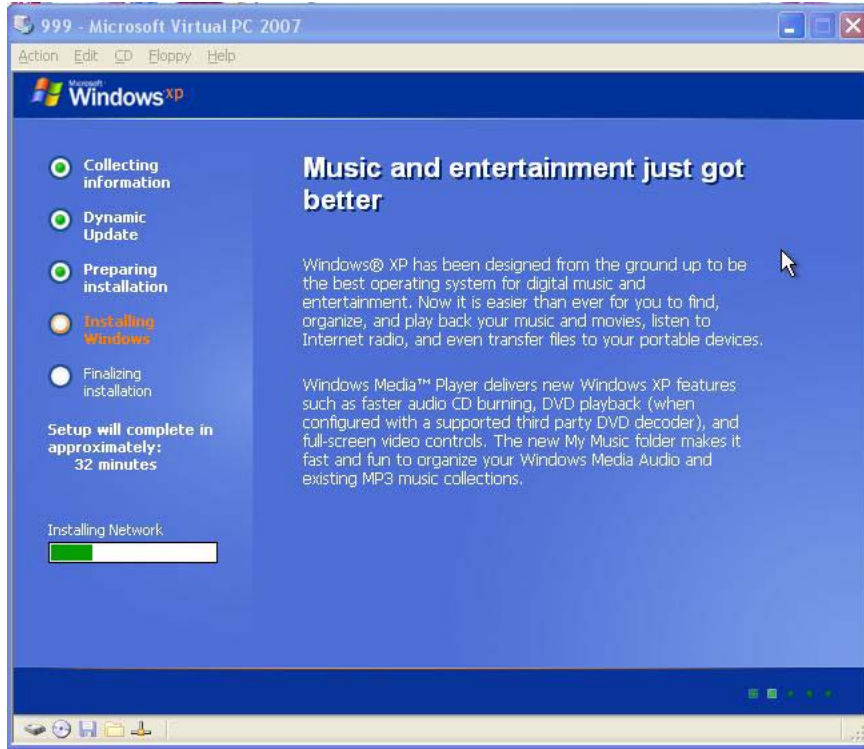 999 - Microsoft Virtual PC 2007
Action Edit CD Floppy Help
Microsoft
Windows xp
Collecting
information
Dynamic
Update
Preparing
installation
Installing
Windows
Finalizing
installation
Setup will complete in
approximately:
32 minutes
Installing Network
Music and entertainment just got
better
Windows® XP has been designed from the ground up to be
the best operating system for digital music and
entertainment. Now it is easier than ever for you to find,
organize, and play back your music and movies, listen to
Internet radio, and even transfer files to your portable devices.
Windows Media™ Player delivers new Windows XP features
such as faster audio CD burning, DVD playback (when
configured with a supported third party DVD decoder), and
full-screen video controls. The new My Music folder makes it
fast and fun to organize your Windows Media Audio and
existing MP3 music collections.